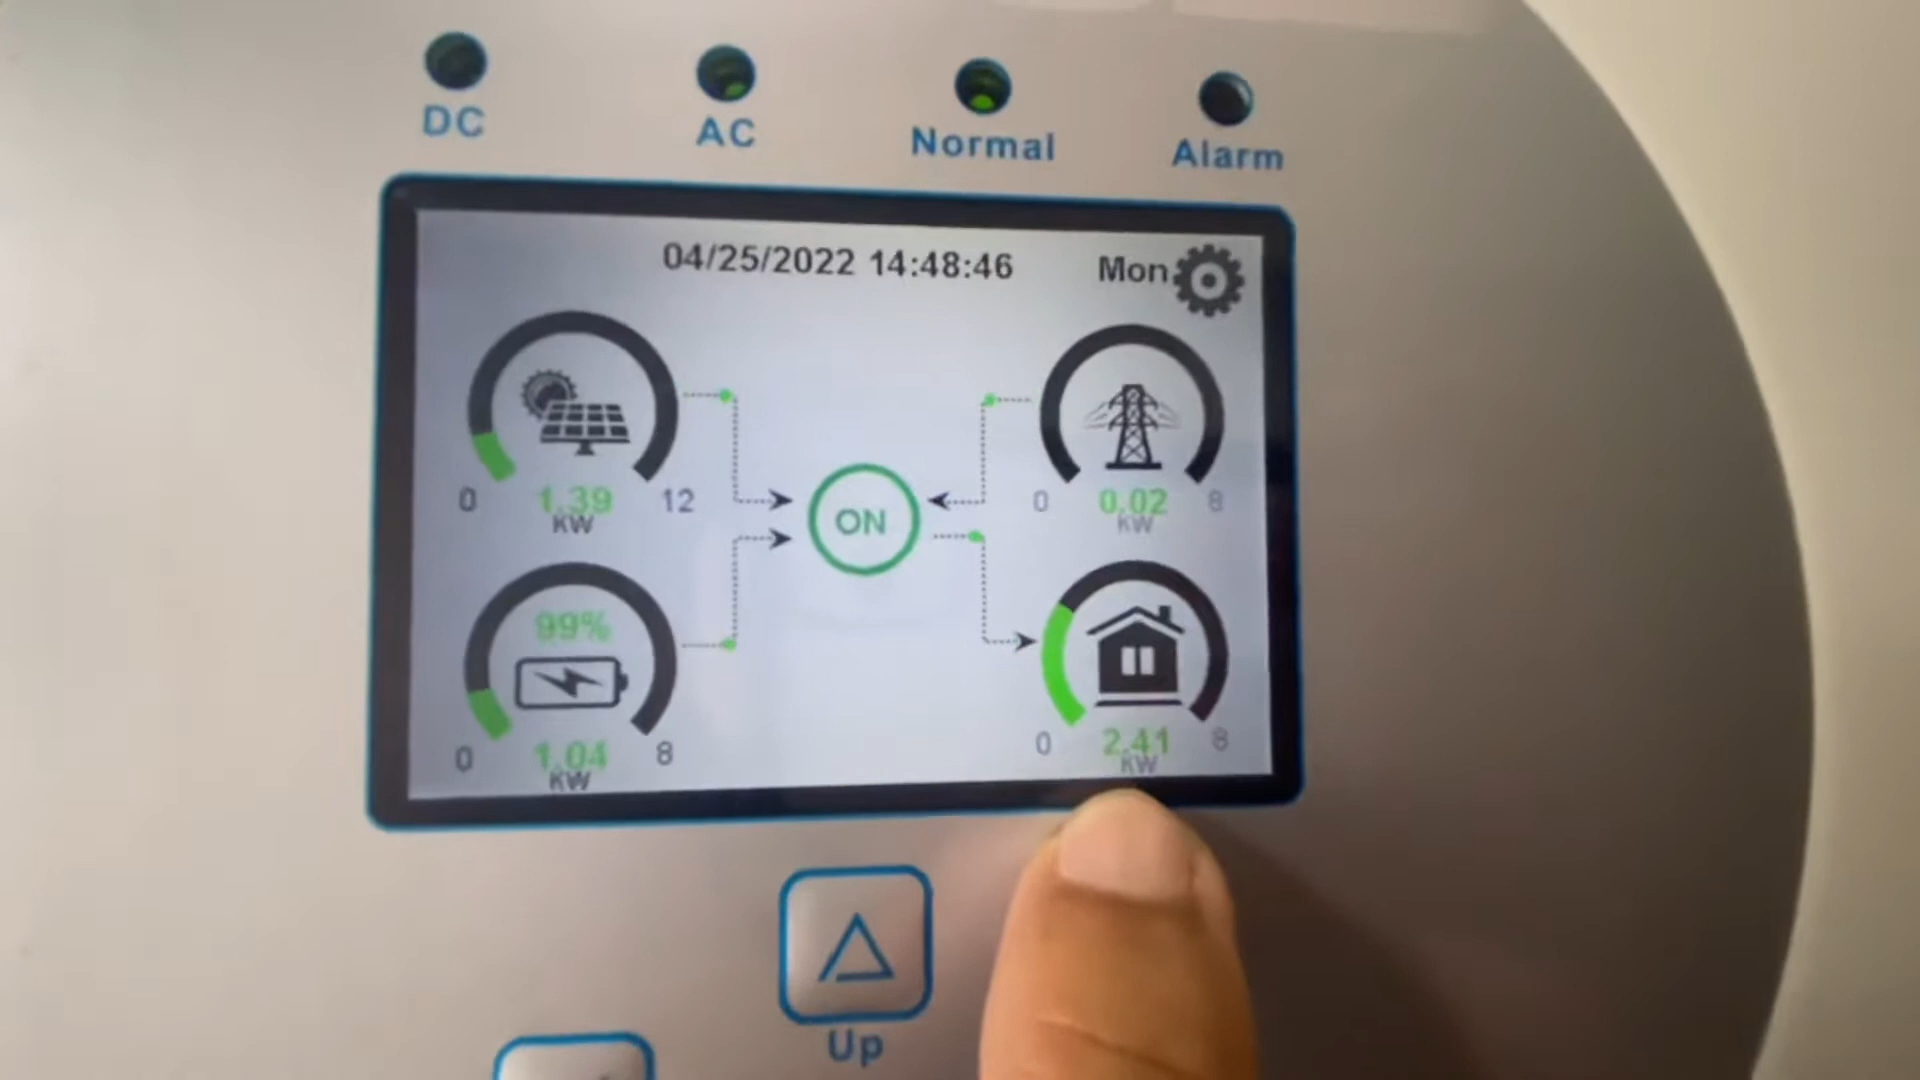 DC
AC
Normal
Alarm
04/25/2022 14:48:46 Mon
0 1.39 12
KW
0 0.02 8
KW
ON
99%
0 1.04 8
KW
0 2.41 8
KW
Up